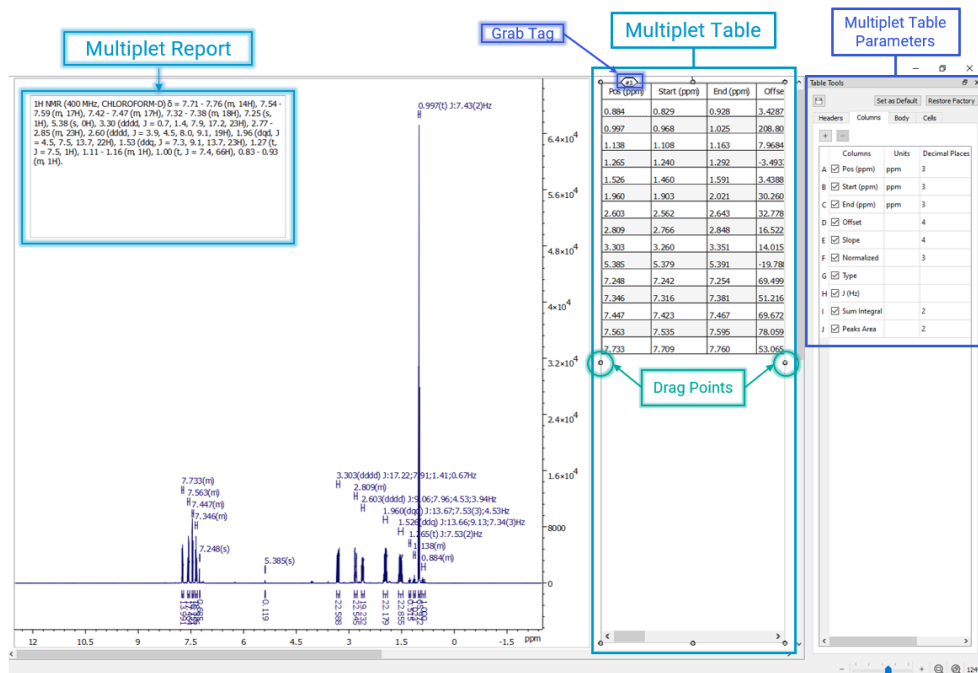 Multiplet Report
Grab Tag
Multiplet Table
Multiplet Table
Parameters
1H NMR (400 MHz, CHLOROFORM-D) δ = 7.71 - 7.76 (m, 14H), 7.54 -
7.59 (m, 17H), 7.42 - 7.47 (m, 17H), 7.32 - 7.38 (m, 18H), 7.25 (s,
1H), 5.38 (s, 0H), 3.30 (dddd, J = 0.7, 1.4, 7.9, 17.2, 23H), 2.77 -
2.85 (m, 23H), 2.60 (dddd, J = 3.9, 4.5, 8.0, 9.1, 19H), 1.96 (dqd, J
= 4.5, 7.5, 13.7, 22H), 1.53 (ddq, J = 7.3, 9.1, 13.7, 23H), 1.27 (t,
J = 7.5, 1H), 1.11 - 1.16 (m, 1H), 1.00 (t, J = 7.4, 66H), 0.83 - 0.93
(m, 1H).
0.997(t) J:7.43(2)Hz
6.4×10⁴
5.6×10⁴
4.8×10⁴
4×10⁴
3.2×10⁴
2.4×10⁴
1.6×10⁴
8000
0
7.733(m)
7.563(m)
7.447(m)
7.346(m)
7.248(s)
5.385(s)
3.303(dddd) J:17.22;7.91;1.41;0.67Hz
2.809(m)
2.603(dddd) J:9.06;7.96;4.53;3.94Hz
1.960(dqd) J:13.67;7.53(3);4.53Hz
1.526(ddq) J:13.66;9.13;7.34(3)Hz
1.265(t) J:7.53(2)Hz
1.138(m)
0.884(m)
13.991
0.685
0.119
22.588
22.596
19.232
22.179
22.855
0.515
12 10.5 9 7.5 6 4.5 3 1.5 0 -1.5 ppm
#3
Pos (ppm) Start (ppm) End (ppm) Offse
0.884 0.829 0.928 3.4287
0.997 0.968 1.025 208.80
1.138 1.108 1.163 7.9684
1.265 1.240 1.292 -3.493
1.526 1.460 1.591 3.4388
1.960 1.903 2.021 30.260
2.603 2.562 2.643 32.778
2.809 2.766 2.848 16.522
3.303 3.260 3.351 14.015
5.385 5.379 5.391 -19.78
7.248 7.242 7.254 69.499
7.346 7.316 7.381 51.216
7.447 7.423 7.467 69.672
7.563 7.535 7.595 78.059
7.733 7.709 7.760 53.065
Drag Points
Table Tools
Set as Default Restore Factory
Headers Columns Body Cells
Columns Units Decimal Places
A Pos (ppm) ppm 3
B Start (ppm) ppm 3
C End (ppm) ppm 3
D Offset 4
E Slope 4
F Normalized 3
G Type
H J (Hz)
I Sum Integral 2
J Peaks Area 2
124